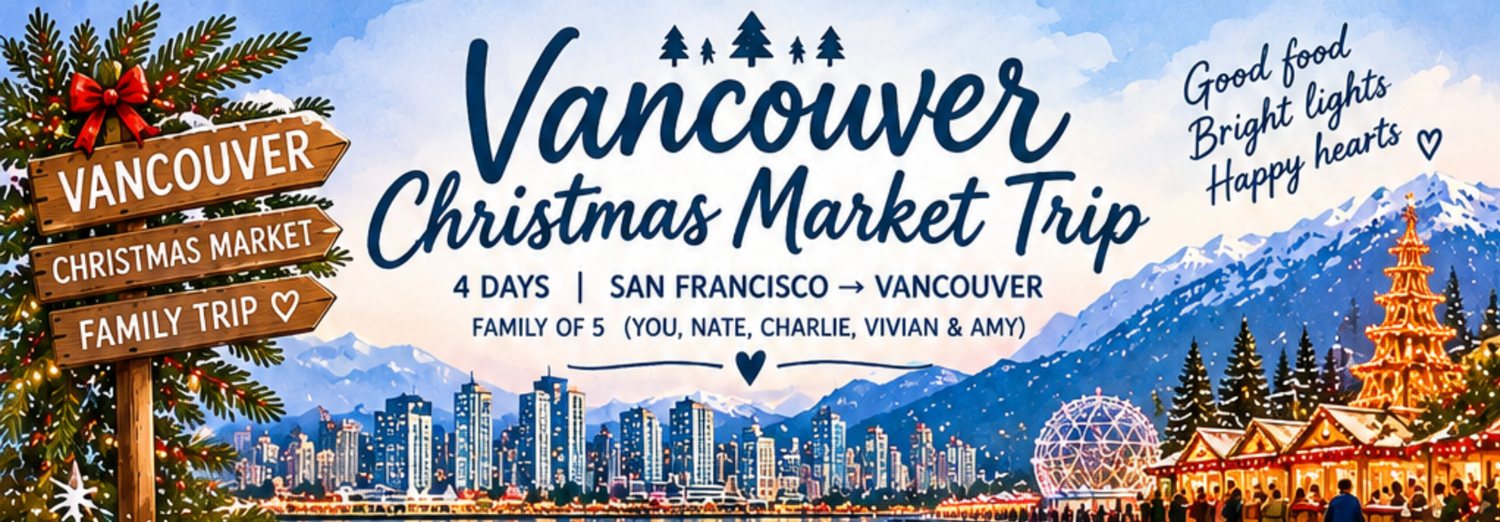 VANCOUVER
CHRISTMAS MARKET
FAMILY TRIP ♡
Vancouver
Christmas Market Trip
4 DAYS | SAN FRANCISCO → VANCOUVER
FAMILY OF 5 (YOU, NATE, CHARLIE, VIVIAN & AMY)
Good food
Bright lights
Happy hearts ♡